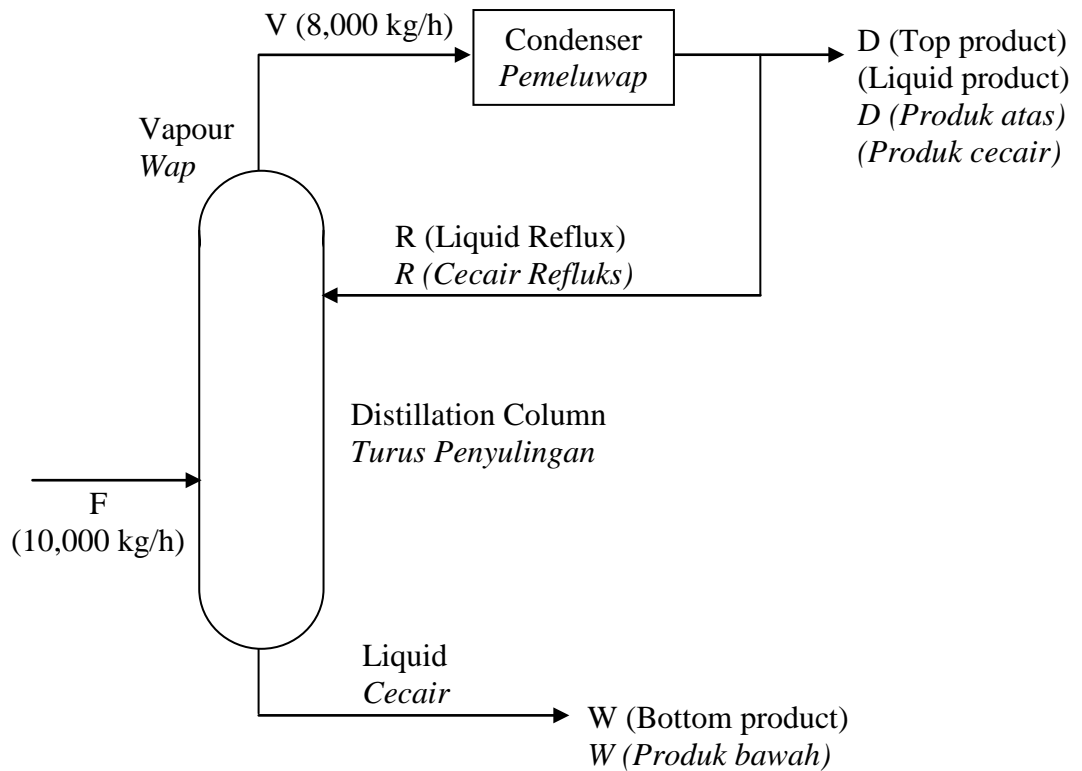 V (8,000 kg/h)
Condenser
Pemeluwap
D (Top product)
(Liquid product)
D (Produk atas)
(Produk cecair)
Vapour
Wap
R (Liquid Reflux)
R (Cecair Refluks)
Distillation Column
Turus Penyulingan
F
(10,000 kg/h)
Liquid
Cecair
W (Bottom product)
W (Produk bawah)